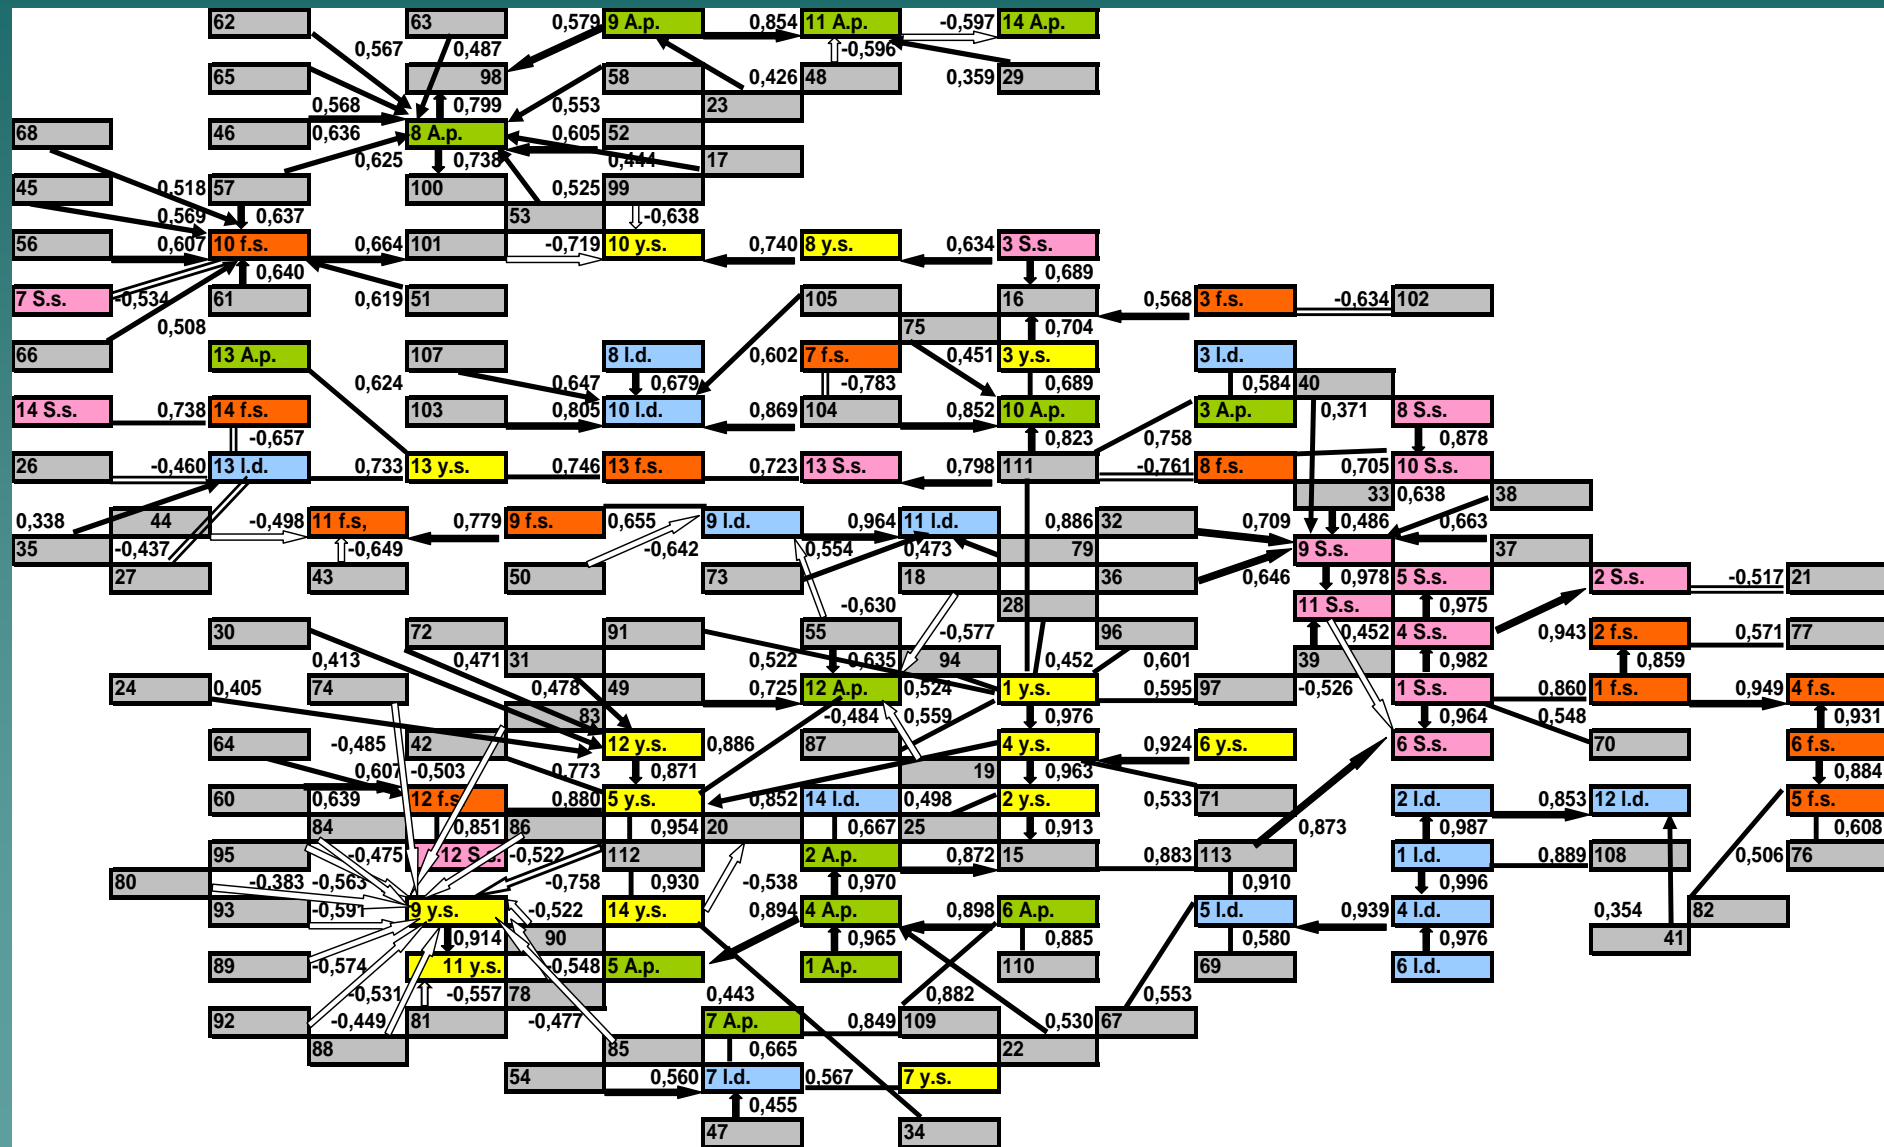 62 63 0,579 9 A.p. 0,854 11 A.p. -0,597 14 A.p.
0,567 0,487 -0,596
65 98 58 0,426 48 0,359 29
0,568 0,799 0,553 23
68 46 0,636 8 A.p. 0,605 52
0,625 0,738 0,444 17
45 0,518 57 100 0,525 99
0,569 0,637 53 -0,638
56 0,607 10 f.s. 0,664 101 -0,719 10 y.s. 0,740 8 y.s. 0,634 3 S.s.
0,640 0,689
7 S.s. -0,534 61 0,619 51 105 16 0,568 3 f.s. -0,634 102
0,508 75 0,704
66 13 A.p. 107 8 l.d. 0,602 7 f.s. 0,451 3 y.s. 3 l.d.
0,624 0,647 0,679 -0,783 0,689 0,584 40
14 S.s. 0,738 14 f.s. 103 0,805 10 l.d. 0,869 104 0,852 10 A.p. 3 A.p. 0,371 8 S.s.
-0,657 0,823 0,758 0,878
26 -0,460 13 l.d. 0,733 13 y.s. 0,746 13 f.s. 0,723 13 S.s. 0,798 111 -0,761 8 f.s. 0,705 10 S.s.
33 0,638 38
0,338 44 -0,498 11 f.s, 0,779 9 f.s. 0,655 9 l.d. 0,964 11 l.d. 0,886 32 0,709 0,486 0,663
35 -0,437 -0,649 -0,642 0,554 0,473 79 9 S.s. 37
27 43 50 73 18 36 0,646 0,978 5 S.s. 2 S.s. -0,517 21
-0,630 28 11 S.s. 0,975
30 72 91 55 -0,577 96 0,452 4 S.s. 0,943 2 f.s. 0,571 77
0,413 0,471 31 0,522 0,635 94 0,452 0,601 39 0,982 0,859
24 0,405 74 0,478 49 0,725 12 A.p. 0,524 1 y.s. 0,595 97 -0,526 1 S.s. 0,860 1 f.s. 0,949 4 f.s.
83 -0,484 0,559 0,976 0,964 0,548 0,931
64 -0,485 42 12 y.s. 0,886 87 4 y.s. 0,924 6 y.s. 6 S.s. 70 6 f.s.
0,607 -0,503 0,773 0,871 19 0,963 0,884
60 0,639 12 f.s 0,880 5 y.s. 0,852 14 l.d. 0,498 2 y.s. 0,533 71 2 l.d. 0,853 12 l.d. 5 f.s.
84 0,851 86 0,954 20 0,667 25 0,913 0,873 0,987 0,608
95 -0,475 12 S.s. -0,522 112 2 A.p. 0,872 15 0,883 113 1 l.d. 0,889 108 0,506 76
80 -0,383 -0,563 -0,758 0,930 -0,538 0,970 0,910 0,996
93 -0,591 9 y.s. -0,522 14 y.s. 0,894 4 A.p. 0,898 6 A.p. 5 l.d. 0,939 4 l.d. 0,354 82
0,914 90 0,965 0,885 0,580 0,976 41
89 -0,574 11 y.s. -0,548 5 A.p. 1 A.p. 110 69 6 l.d.
-0,531 -0,557 78 0,443 0,882 0,553
92 -0,449 81 -0,477 7 A.p. 0,849 109 0,530 67
88 85 0,665 22
54 0,560 7 l.d. 0,567 7 y.s.
0,455
47 34